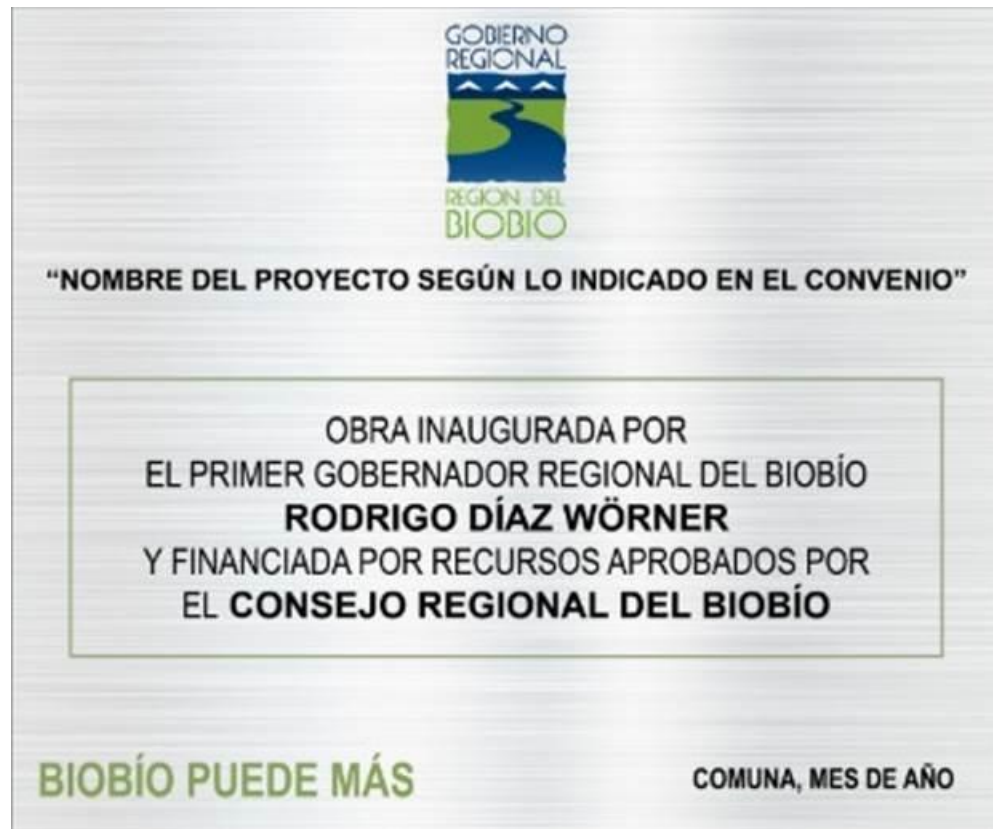 GOBIERNO
REGIONAL
REGION DEL
BIOBIO
“NOMBRE DEL PROYECTO SEGÚN LO INDICADO EN EL CONVENIO”
OBRA INAUGURADA POR
EL PRIMER GOBERNADOR REGIONAL DEL BIOBÍO
RODRIGO DÍAZ WÖRNER
Y FINANCIADA POR RECURSOS APROBADOS POR
EL CONSEJO REGIONAL DEL BIOBÍO
BIOBÍO PUEDE MÁS
COMUNA, MES DE AÑO